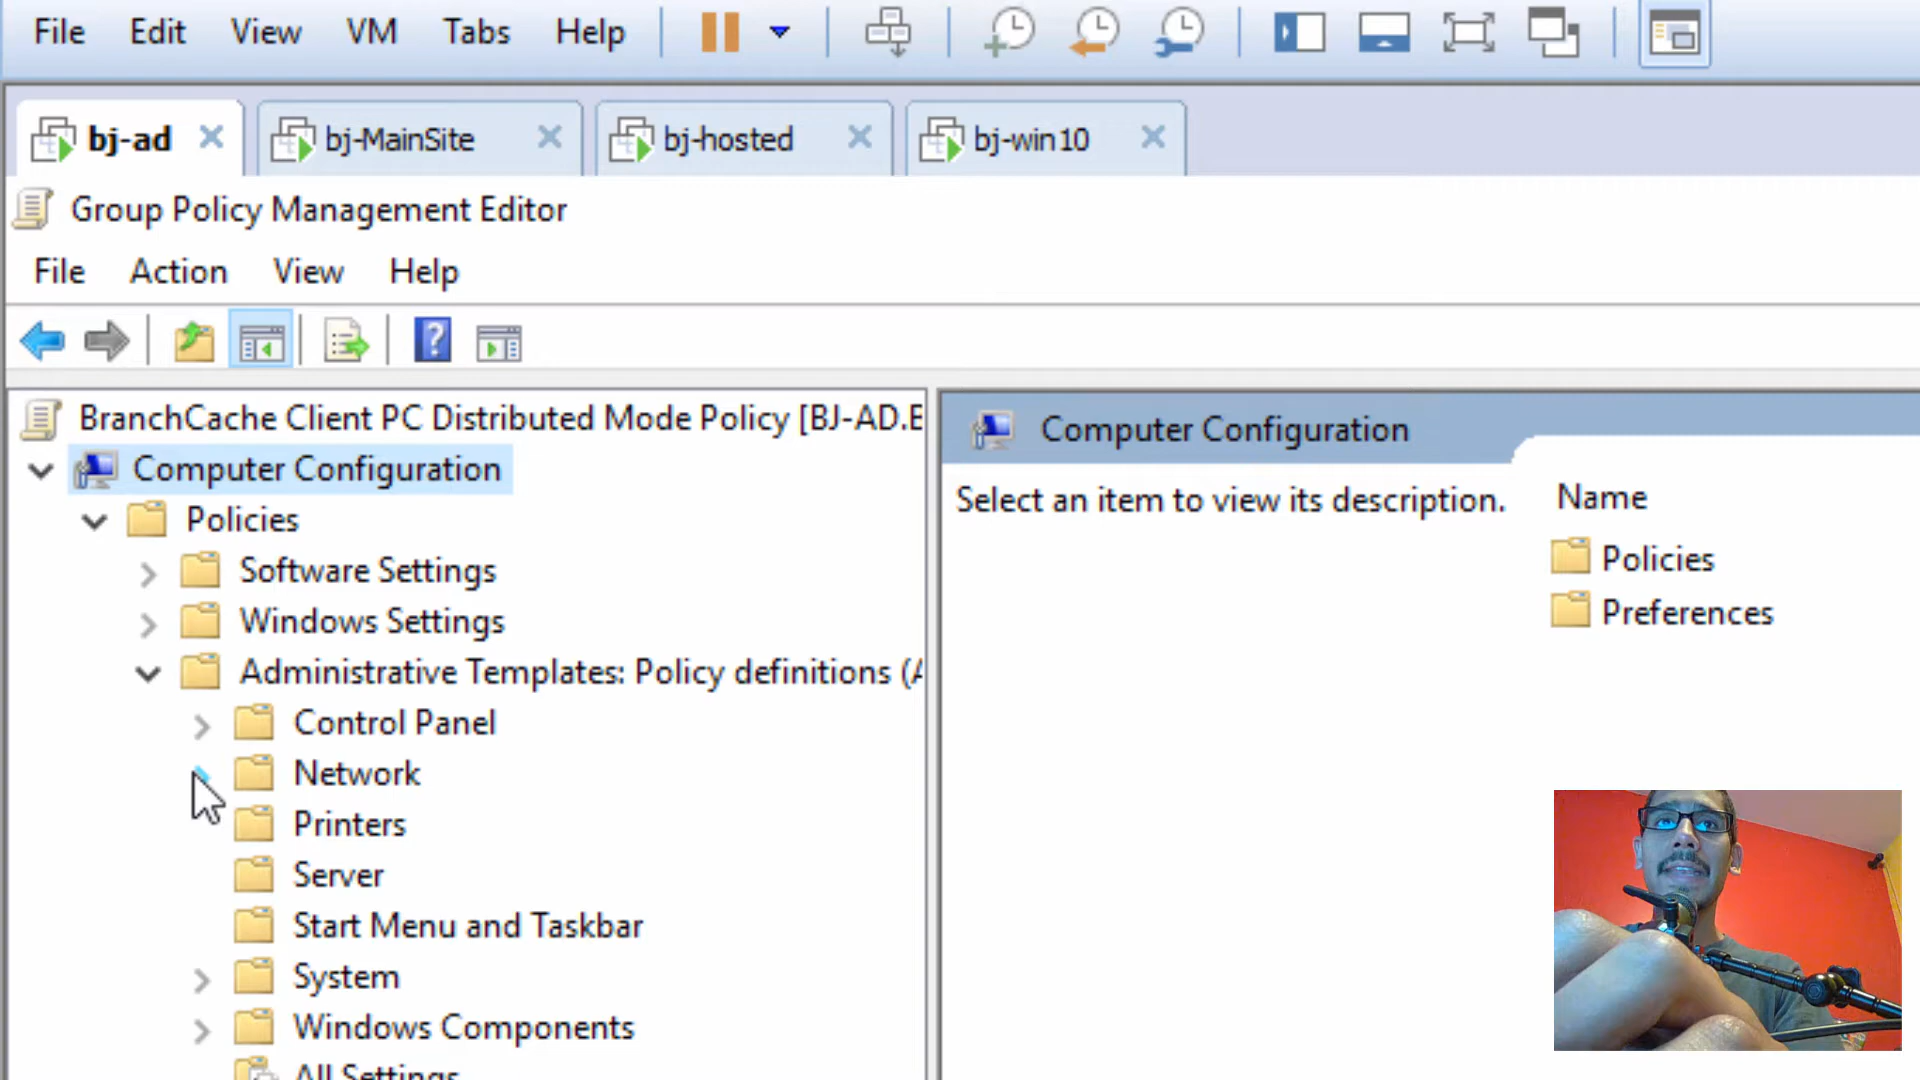 File Edit View VM Tabs Help
bj-ad bj-MainSite bj-hosted bj-win10
Group Policy Management Editor
File Action View Help
BranchCache Client PC Distributed Mode Policy [BJ-AD.
Computer Configuration
Policies
Software Settings
Windows Settings
Administrative Templates: Policy definitions (
Control Panel
Network
Printers
Server
Start Menu and Taskbar
System
Windows Components
All Settings
Computer Configuration
Select an item to view its description.
Name
Policies
Preferences